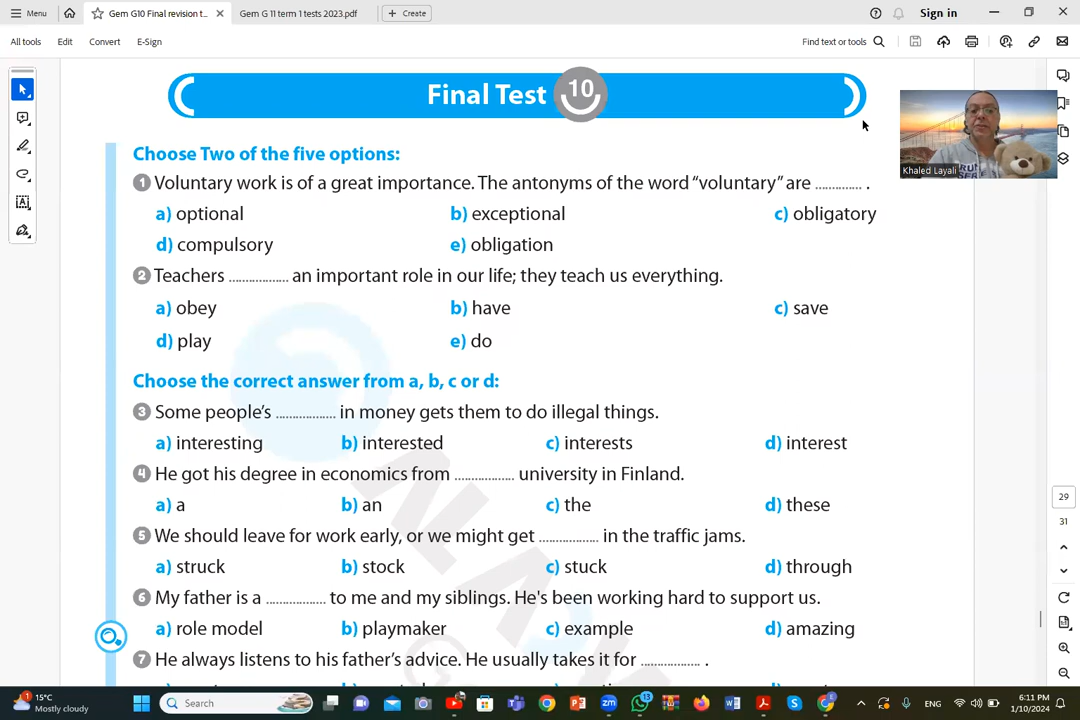 Menu
Gem G10 Final revision t...
Gem G 11 term 1 tests 2023.pdf
Create
Sign in
All tools
Edit
Convert
E-Sign
Find text or tools
Final Test 10
Khaled Layali
Choose Two of the five options:
1 Voluntary work is of a great importance. The antonyms of the word “voluntary” are ............. .
a) optional b) exceptional c) obligatory
d) compulsory e) obligation
2 Teachers ................. an important role in our life; they teach us everything.
a) obey b) have c) save
d) play e) do
Choose the correct answer from a, b, c or d:
3 Some people’s ................. in money gets them to do illegal things.
a) interesting b) interested c) interests d) interest
4 He got his degree in economics from ................. university in Finland.
a) a b) an c) the d) these
5 We should leave for work early, or we might get ................. in the traffic jams.
a) struck b) stock c) stuck d) through
6 My father is a ................. to me and my siblings. He's been working hard to support us.
a) role model b) playmaker c) example d) amazing
7 He always listens to his father’s advice. He usually takes it for ................. .
29
31
15°C
Mostly cloudy
Search
ENG
6:11 PM
1/10/2024